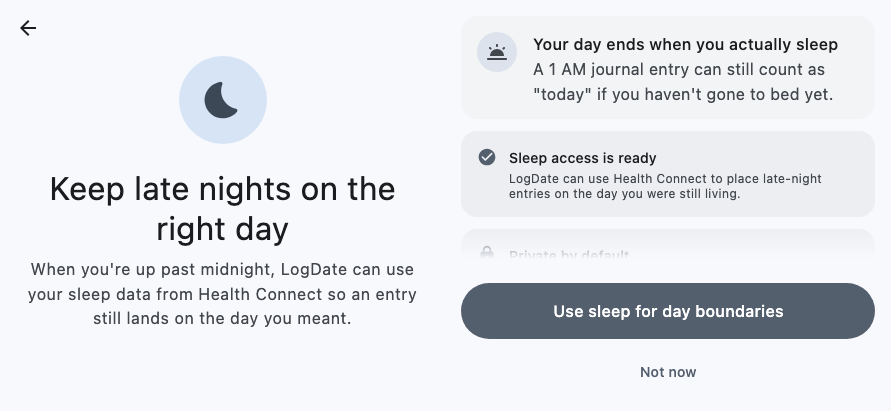 Keep late nights on the
right day
When you're up past midnight, LogDate can use
your sleep data from Health Connect so an entry
still lands on the day you meant.
Your day ends when you actually sleep
A 1 AM journal entry can still count as
"today" if you haven't gone to bed yet.
Sleep access is ready
LogDate can use Health Connect to place late-night
entries on the day you were still living.
Private by default
Use sleep for day boundaries
Not now